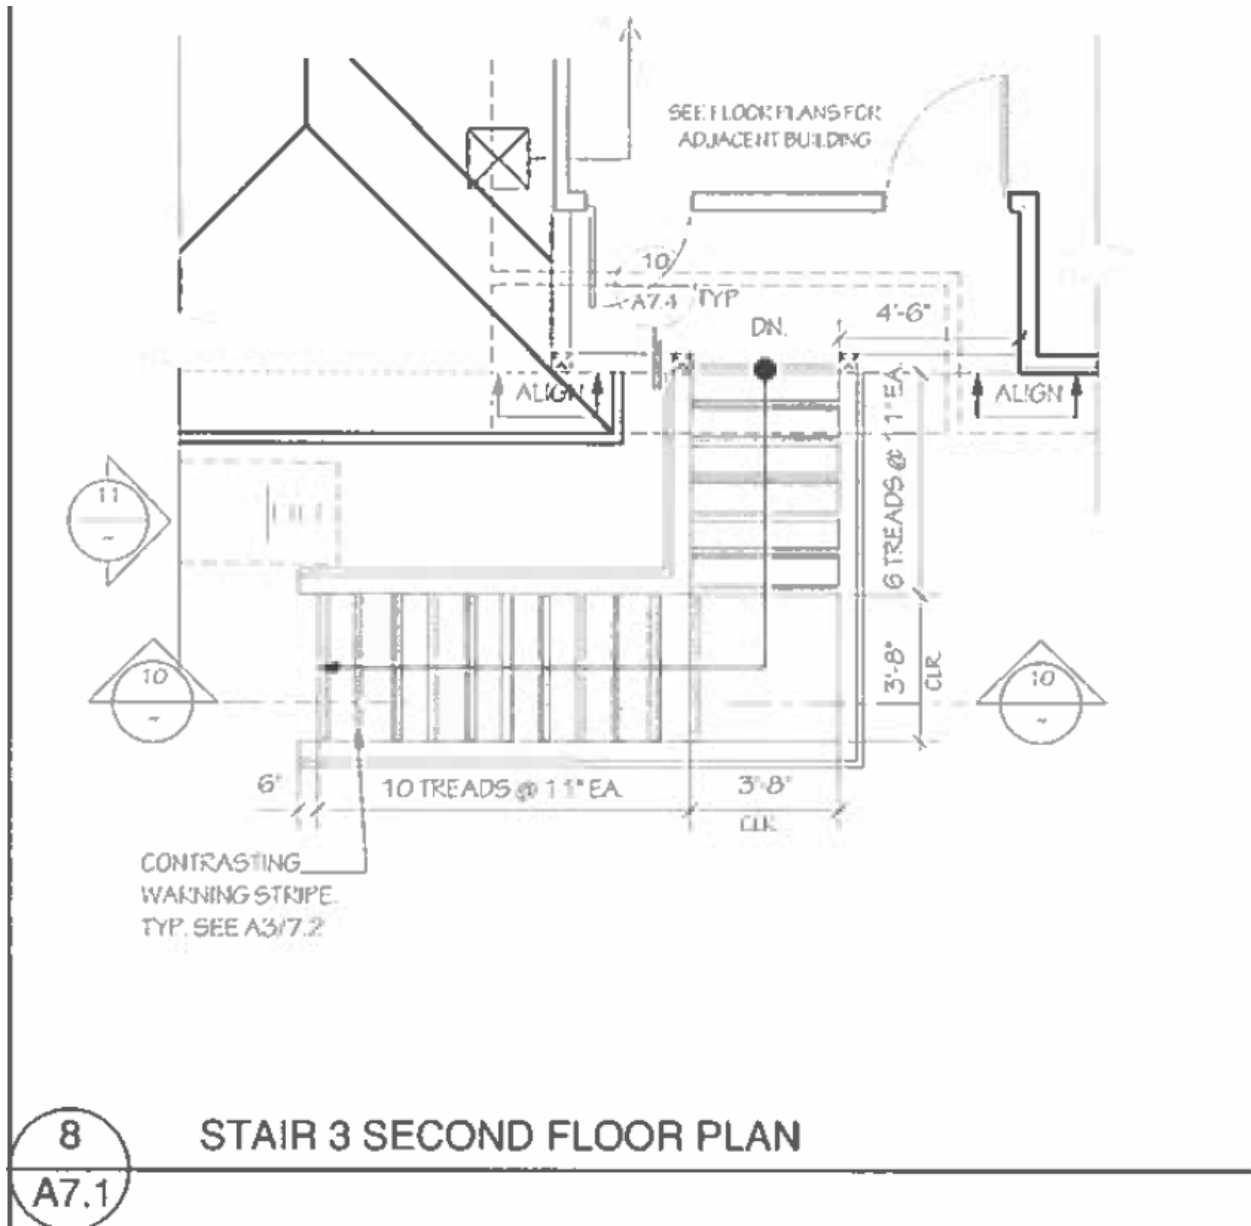 SEE FLOOR PLANS FOR
ADJACENT BUILDING
10
A7.4
TYP
DN.
4'-6"
ALIGN
ALIGN
6 TREADS @ 11" EA.
11
~
3'-8"
CLR
10
~
10
~
6"
10 TREADS @ 11" EA.
3'-8"
CLR
CONTRASTING
WARNING STRIPE.
TYP. SEE A3/7.2
8
STAIR 3 SECOND FLOOR PLAN
A7.1